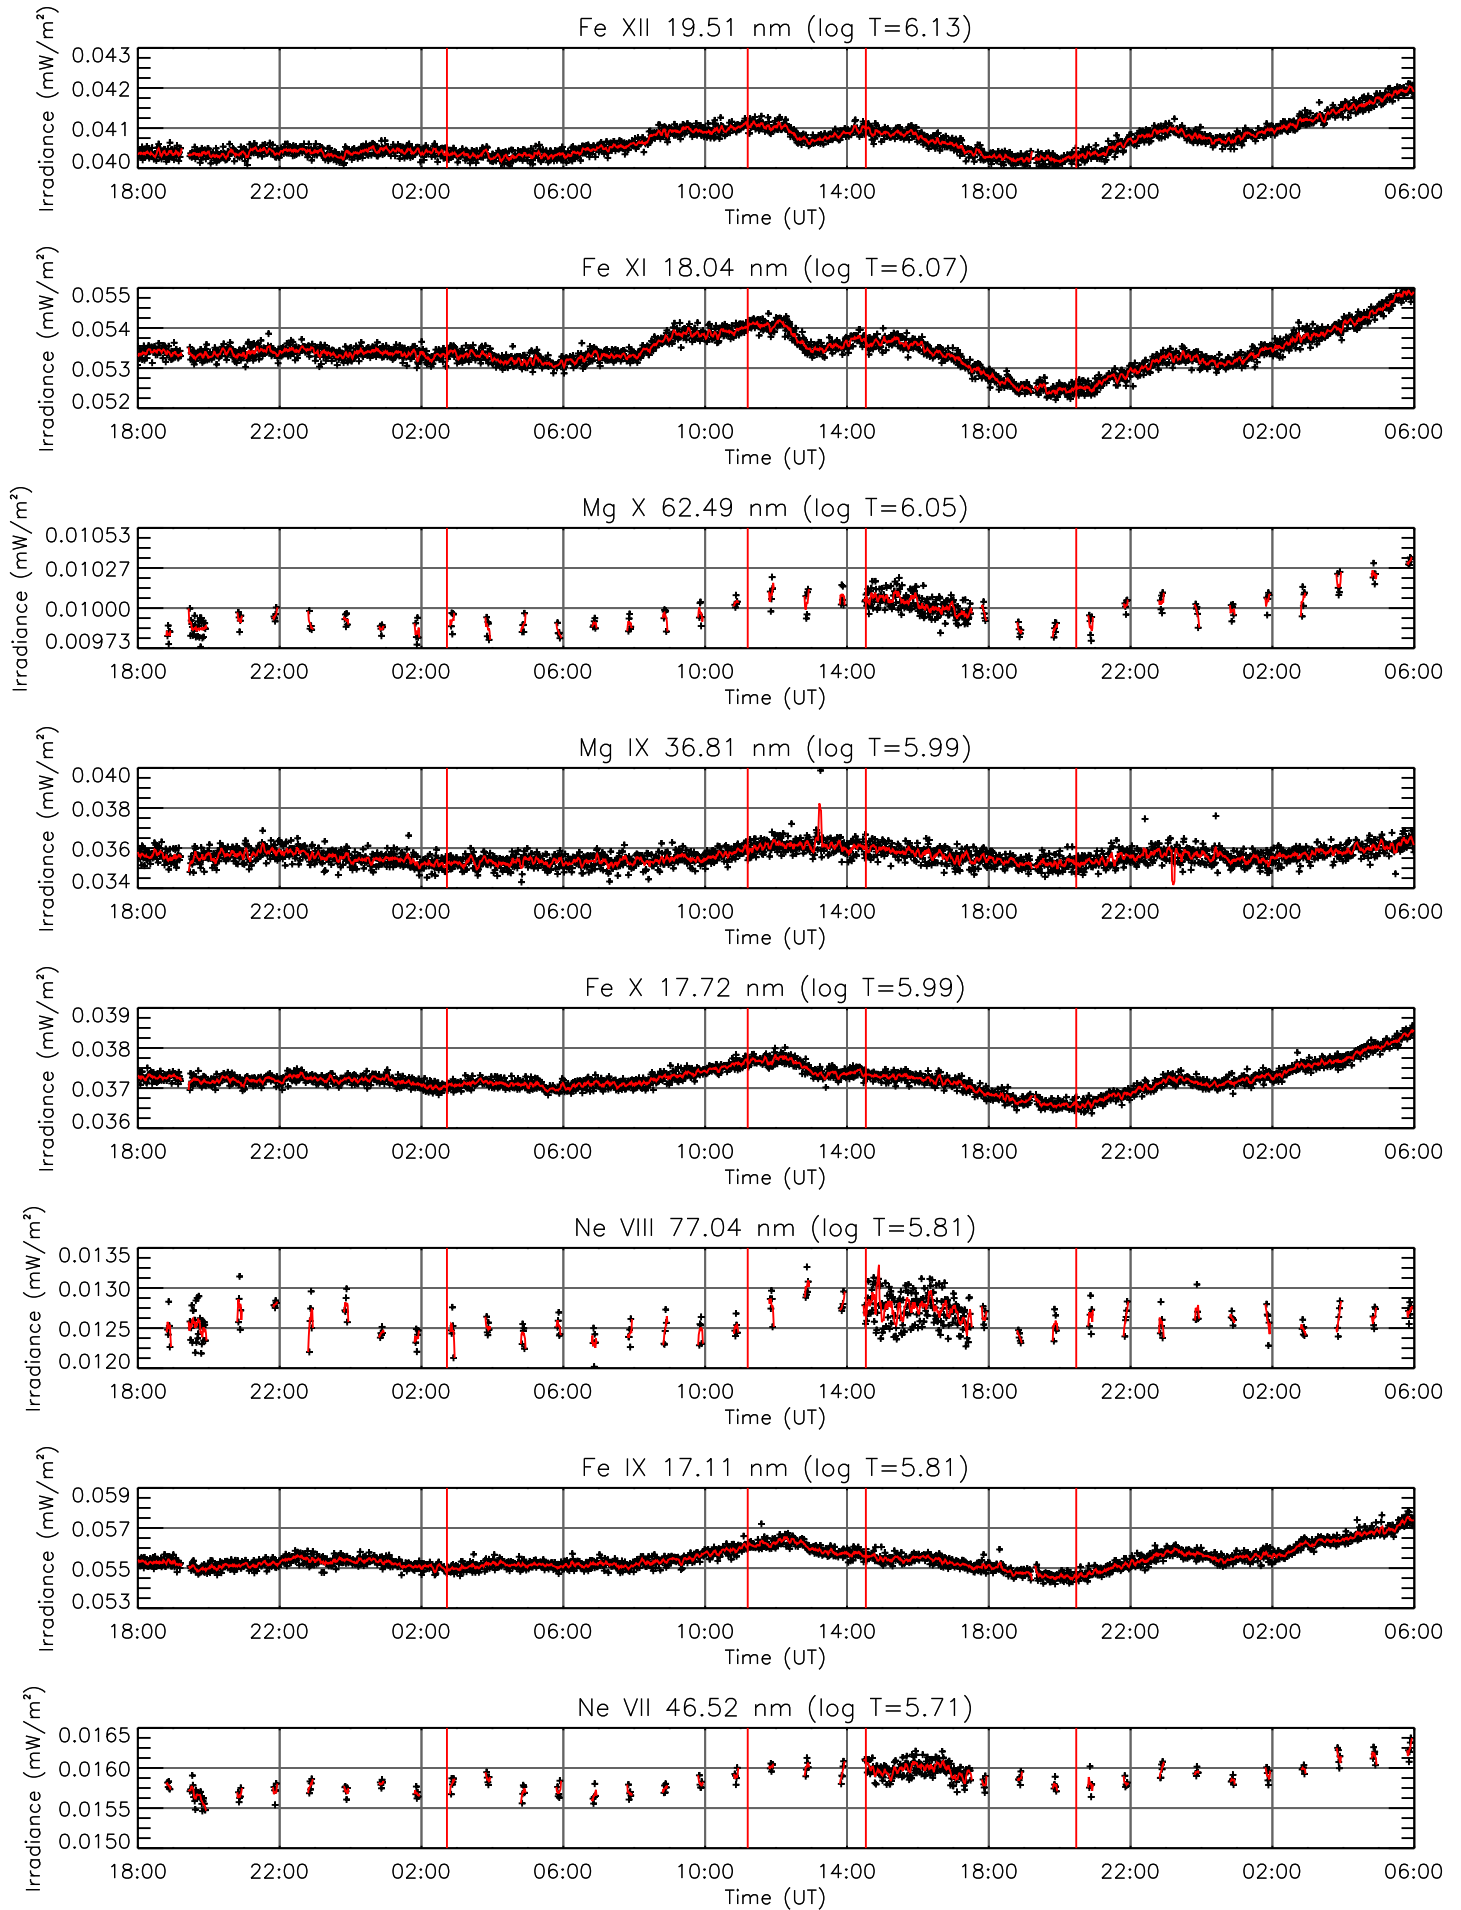 Fe XII 19.51 nm (log T=6.13)
Irradiance (mW/m²)
0.043
0.042
0.041
0.040
18:00 22:00 02:00 06:00 10:00 14:00 18:00 22:00 02:00 06:00
Time (UT)
Fe XI 18.04 nm (log T=6.07)
Irradiance (mW/m²)
0.055
0.054
0.053
0.052
18:00 22:00 02:00 06:00 10:00 14:00 18:00 22:00 02:00 06:00
Time (UT)
Mg X 62.49 nm (log T=6.05)
Irradiance (mW/m²)
0.01053
0.01027
0.01000
0.00973
18:00 22:00 02:00 06:00 10:00 14:00 18:00 22:00 02:00 06:00
Time (UT)
Mg IX 36.81 nm (log T=5.99)
Irradiance (mW/m²)
0.040
0.038
0.036
0.034
18:00 22:00 02:00 06:00 10:00 14:00 18:00 22:00 02:00 06:00
Time (UT)
Fe X 17.72 nm (log T=5.99)
Irradiance (mW/m²)
0.039
0.038
0.037
0.036
18:00 22:00 02:00 06:00 10:00 14:00 18:00 22:00 02:00 06:00
Time (UT)
Ne VIII 77.04 nm (log T=5.81)
Irradiance (mW/m²)
0.0135
0.0130
0.0125
0.0120
18:00 22:00 02:00 06:00 10:00 14:00 18:00 22:00 02:00 06:00
Time (UT)
Fe IX 17.11 nm (log T=5.81)
Irradiance (mW/m²)
0.059
0.057
0.055
0.053
18:00 22:00 02:00 06:00 10:00 14:00 18:00 22:00 02:00 06:00
Time (UT)
Ne VII 46.52 nm (log T=5.71)
Irradiance (mW/m²)
0.0165
0.0160
0.0155
0.0150
18:00 22:00 02:00 06:00 10:00 14:00 18:00 22:00 02:00 06:00
Time (UT)